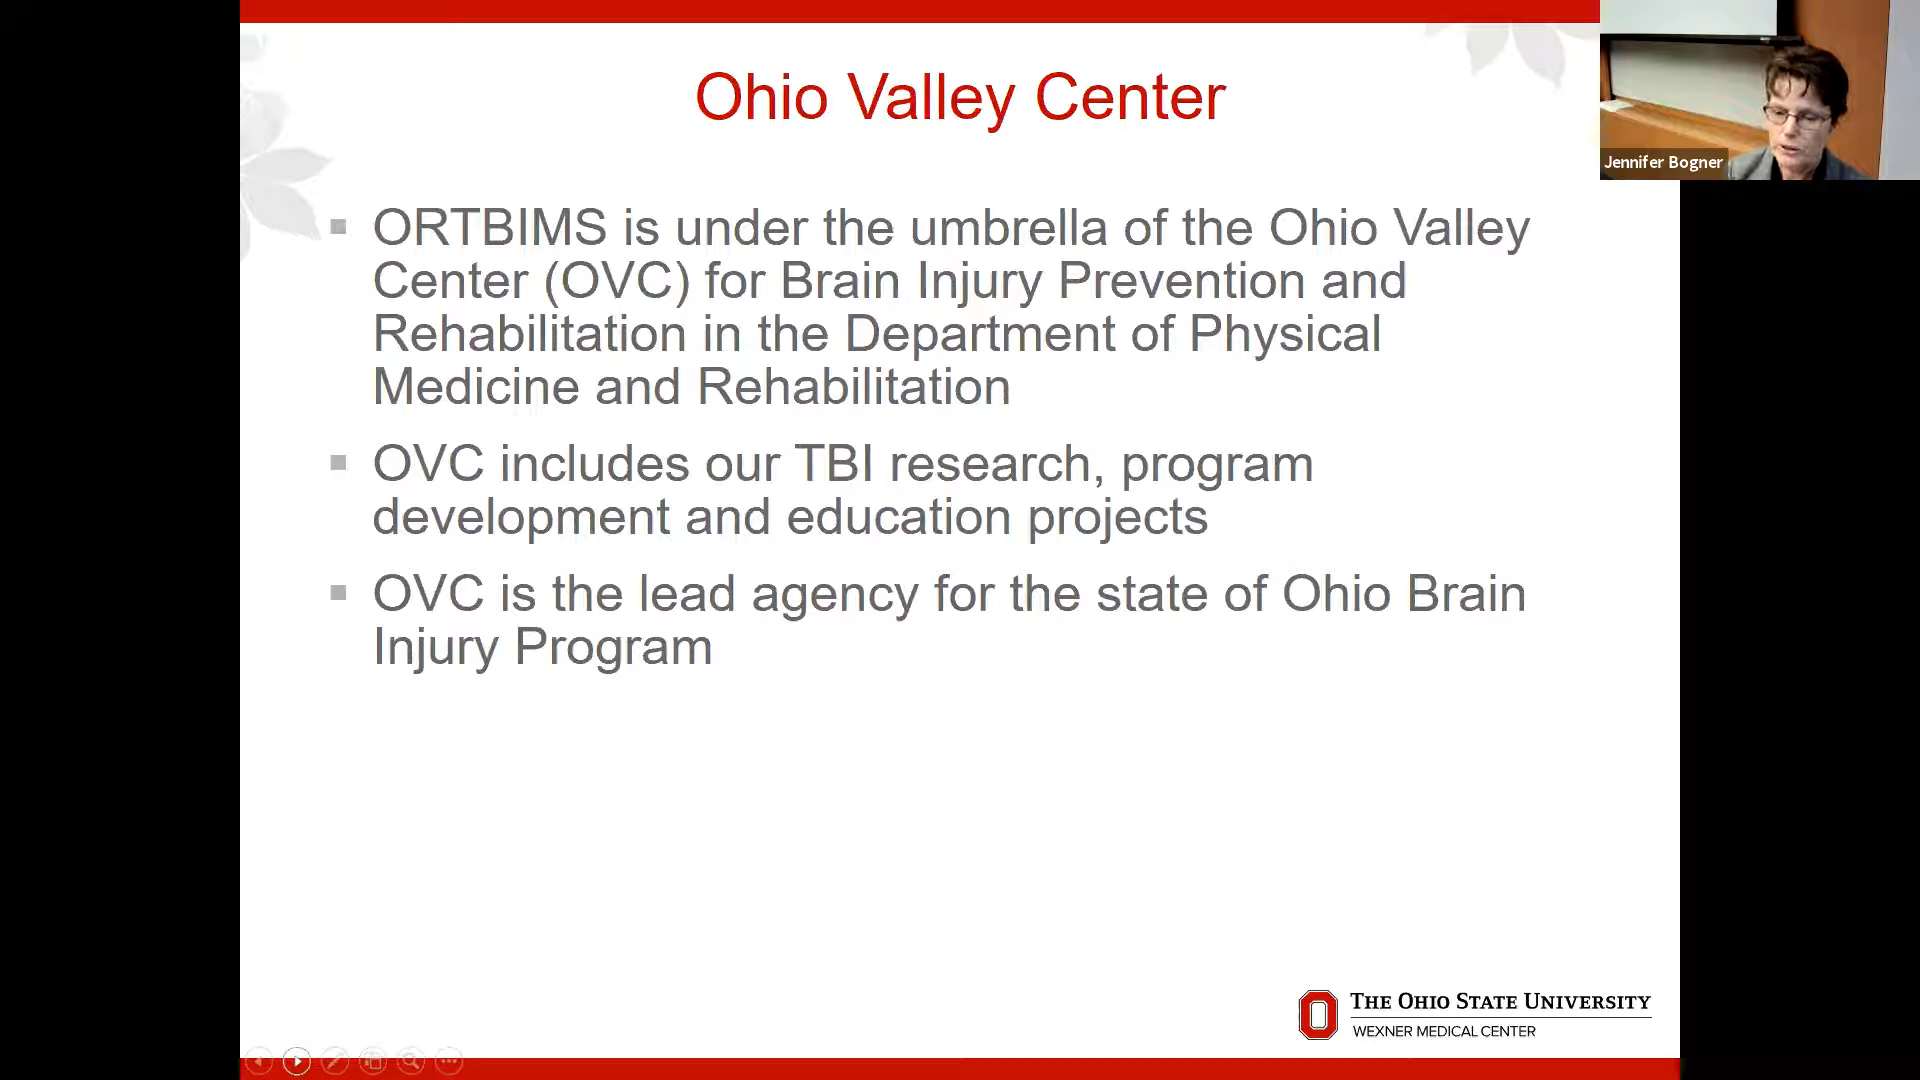 Ohio Valley Center
Jennifer Bogner
ORTBIMS is under the umbrella of the Ohio Valley
Center (OVC) for Brain Injury Prevention and
Rehabilitation in the Department of Physical
Medicine and Rehabilitation
OVC includes our TBI research, program
development and education projects
OVC is the lead agency for the state of Ohio Brain
Injury Program
THE OHIO STATE UNIVERSITY
WEXNER MEDICAL CENTER